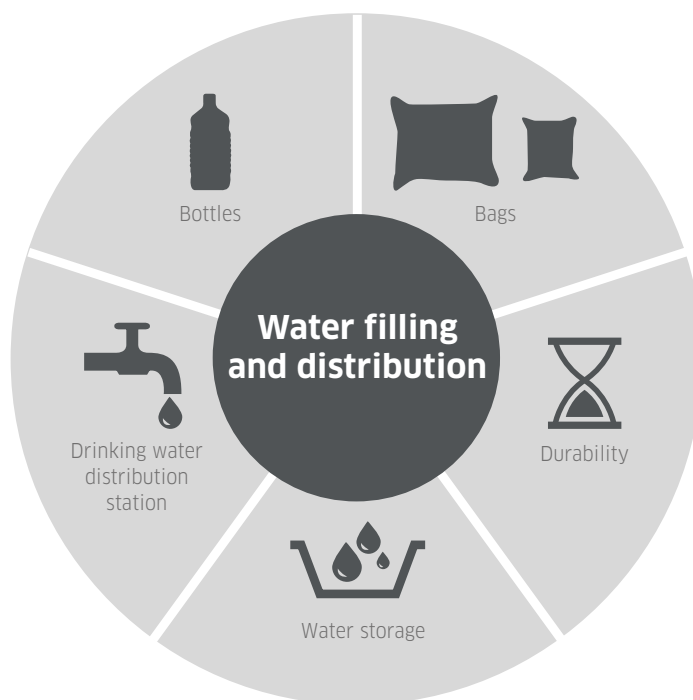 Bottles
Bags
Water filling
and distribution
Drinking water
distribution
station
Durability
Water storage